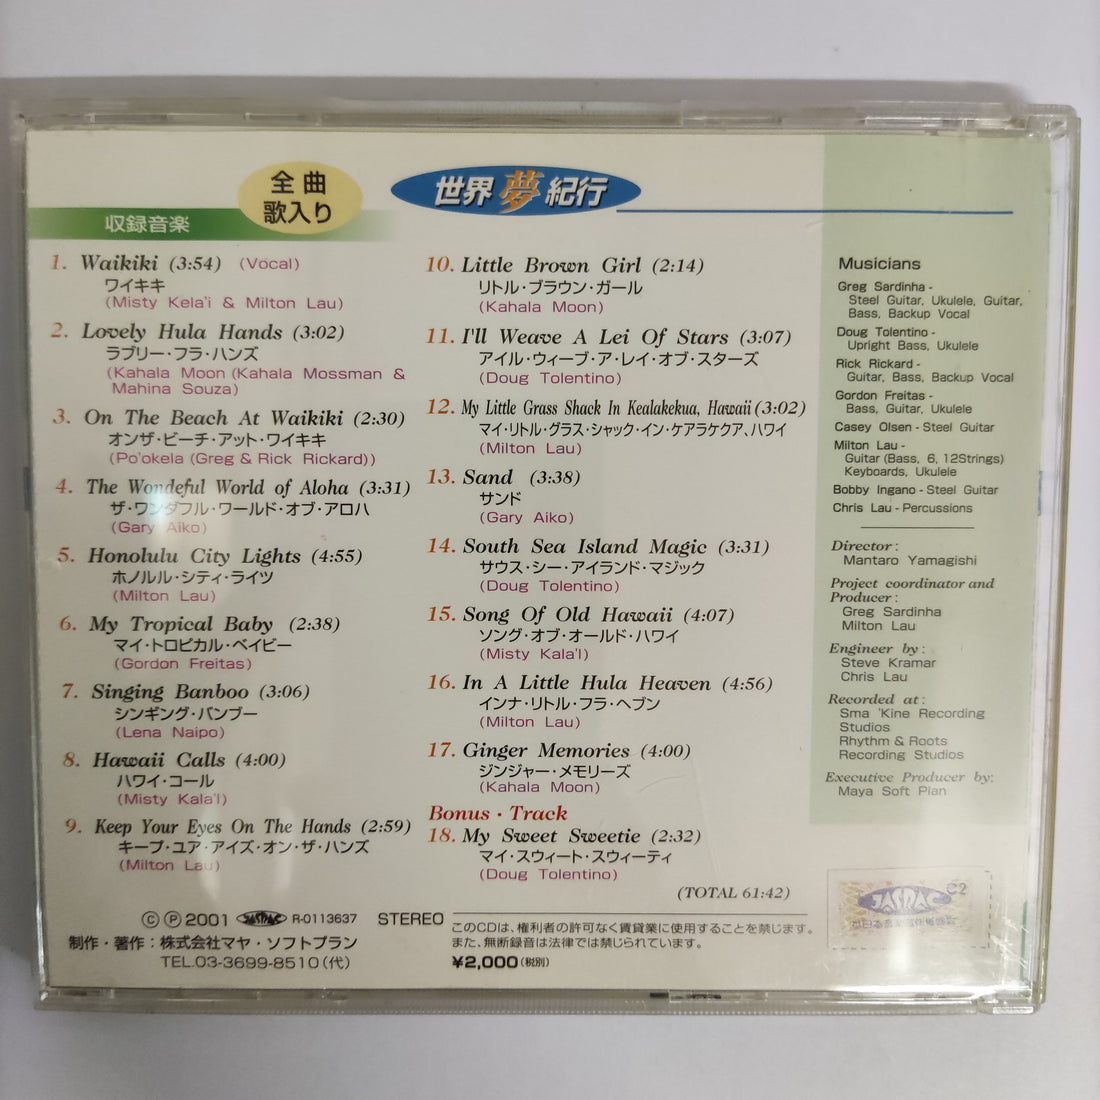 全曲
歌入り
世界夢紀行
収録音楽
1. Waikiki (3:54) (Vocal)
ワイキキ
(Misty Kela'i & Milton Lau)
2. Lovely Hula Hands (3:02)
ラブリー・フラ・ハンズ
(Kahala Moon (Kahala Mossman &
Mahina Souza)
3. On The Beach At Waikiki (2:30)
オンザ・ビーチ・アット・ワイキキ
(Po'okela (Greg & Rick Rickard))
4. The Wondeful World of Aloha (3:31)
ザ・ワンダフル・ワールド・オブ・アロハ
(Gary Aiko)
5. Honolulu City Lights (4:55)
ホノルル・シティ・ライツ
(Milton Lau)
6. My Tropical Baby (2:38)
マイ・トロピカル・ベイビー
(Gordon Freitas)
7. Singing Banboo (3:06)
シンギング・バンブー
(Lena Naipo)
8. Hawaii Calls (4:00)
ハワイ・コール
(Misty Kala'l)
9. Keep Your Eyes On The Hands (2:59)
キープ・ユア・アイズ・オン・ザ・ハンズ
(Milton Lau)
10. Little Brown Girl (2:14)
リトル・ブラウン・ガール
(Kahala Moon)
11. I'll Weave A Lei Of Stars (3:07)
アイル・ウィーブ・ア・レイ・オブ・スターズ
(Doug Tolentino)
12. My Little Grass Shack In Kealakekua, Hawaii (3:02)
マイ・リトル・グラス・シャック・イン・ケアラケクア、ハワイ
(Milton Lau)
13. Sand (3:38)
サンド
(Gary Aiko)
14. South Sea Island Magic (3:31)
サウス・シー・アイランド・マジック
(Doug Tolentino)
15. Song Of Old Hawaii (4:07)
ソング・オブ・オールド・ハワイ
(Misty Kala'l)
16. In A Little Hula Heaven (4:56)
インナ・リトル・フラ・ヘブン
(Milton Lau)
17. Ginger Memories (4:00)
ジンジャー・メモリーズ
(Kahala Moon)
Bonus・Track
18. My Sweet Sweetie (2:32)
マイ・スウィート・スウィーティ
(Doug Tolentino)
(TOTAL 61:42)
Musicians
Greg Sardinha -
Steel Guitar, Ukulele, Guitar,
Bass, Backup Vocal
Doug Tolentino -
Upright Bass, Ukulele
Rick Rickard -
Guitar, Bass, Backup Vocal
Gordon Freitas -
Bass, Guitar, Ukulele
Casey Olsen - Steel Guitar
Milton Lau -
Guitar (Bass, 6, 12Strings)
Keyboards, Ukulele
Bobby Ingano - Steel Guitar
Chris Lau - Percussions
Director :
Mantaro Yamagishi
Project coordinator and
Producer :
Greg Sardinha
Milton Lau
Engineer by :
Steve Kramar
Chris Lau
Recorded at :
Sma 'Kine Recording
Studios
Rhythm & Roots
Recording Studios
Executive Producer by:
Maya Soft Plan
Ⓒ Ⓟ 2001 JASRAC R-0113637 STEREO
制作・著作：株式会社マヤ・ソフトプラン
TEL.03-3699-8510(代)
このCDは、権利者の許可なく賃貸業に使用することを禁じます。
また、無断録音は法律では禁じられています。
¥2,000(税別)
JASRAC C2